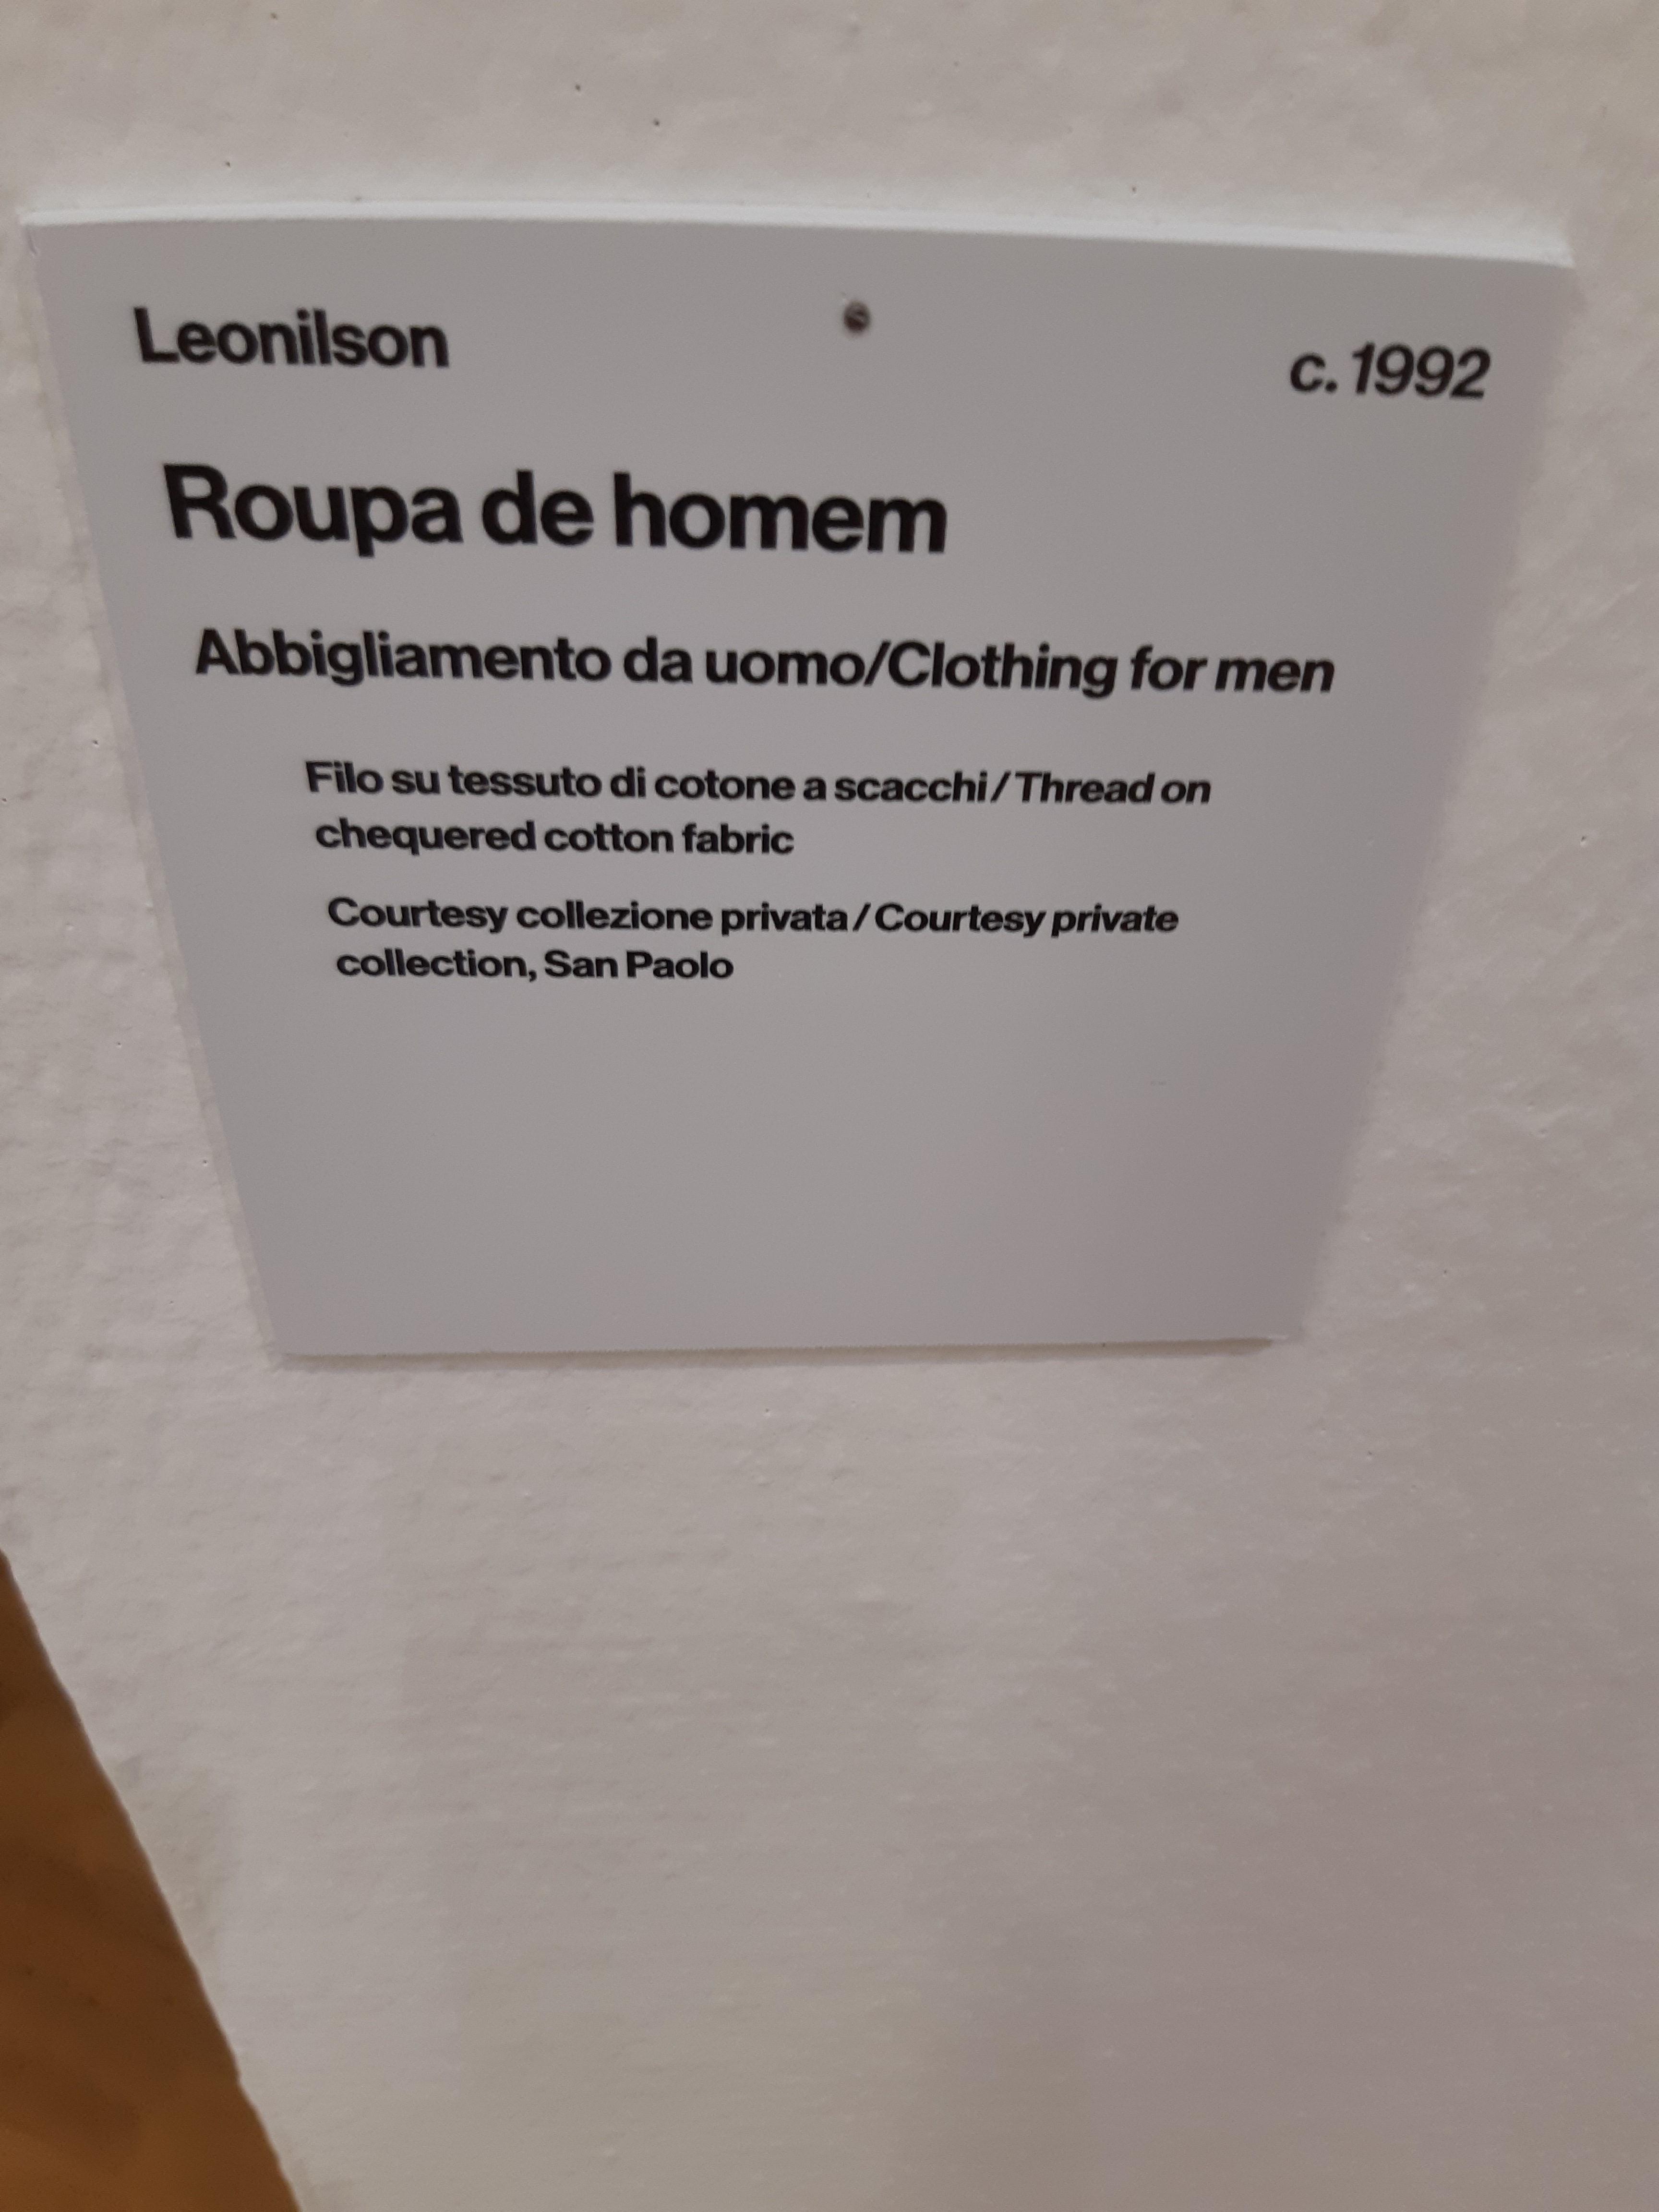 Leonilson
c. 1992
Roupa de homem
Abbigliamento da uomo/Clothing for men
Filo su tessuto di cotone a scacchi/Thread on
chequered cotton fabric
Courtesy collezione privata/Courtesy private
collection, San Paolo